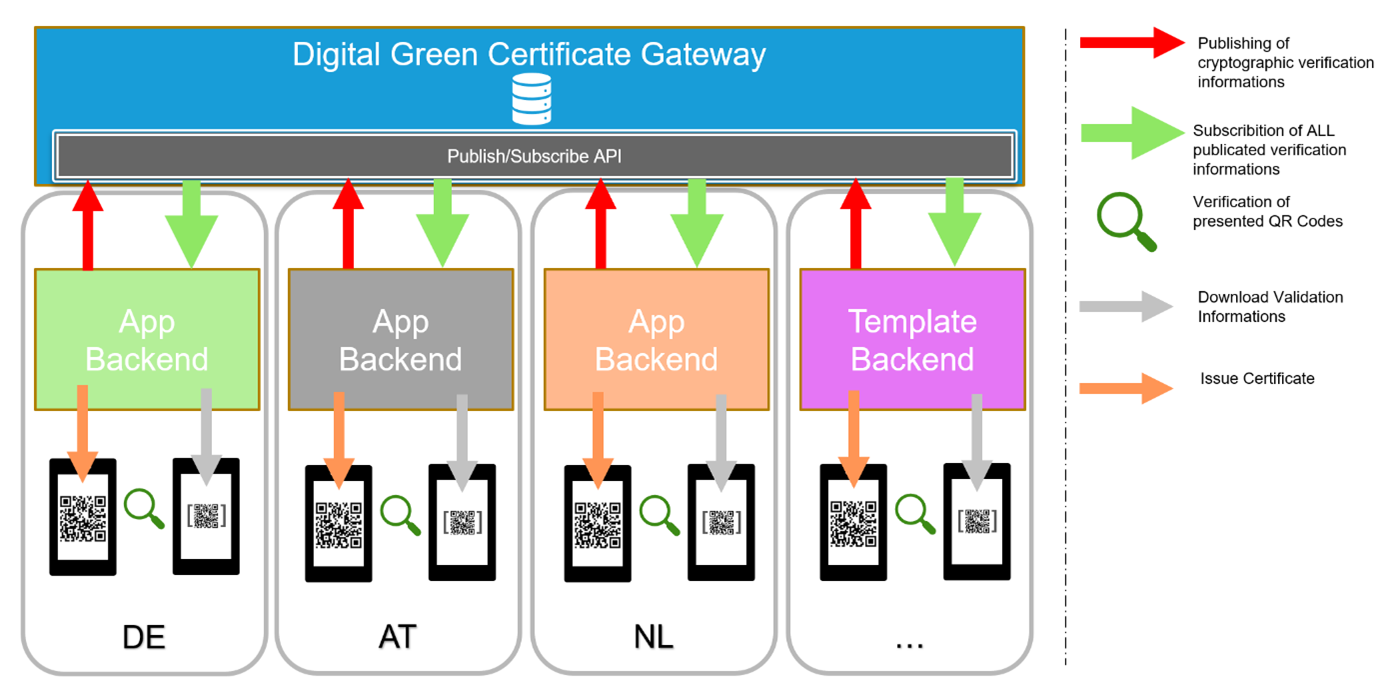 Digital Green Certificate Gateway
Publish/Subscribe API
App
Backend
App
Backend
App
Backend
Template
Backend
DE
AT
NL
...
Publishing of
cryptographic verification
informations
Subscribition of ALL
publicated verification
informations
Verification of
presented QR Codes
Download Validation
Informations
Issue Certificate